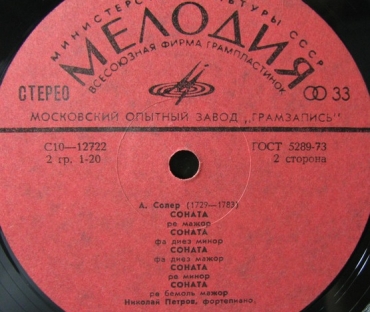 МИНИСТЕРСТВО КУЛЬТУРЫ СССР
МЕЛОДИЯ
ВСЕСОЮЗНАЯ ФИРМА ГРАМПЛАСТИНОК
СТЕРЕО
33
МОСКОВСКИЙ ОПЫТНЫЙ ЗАВОД „ГРАМЗАПИСЬ"
С10—12722
ГОСТ 5289-73
2 гр. 1-20
2 сторона
А. Солер (1729—1783)
СОНАТА
ре мажор
СОНАТА
фа диез минор
СОНАТА
фа диез мажор
СОНАТА
ре минор
СОНАТА
ре бемоль мажор
Николай Петров, фортепиано,